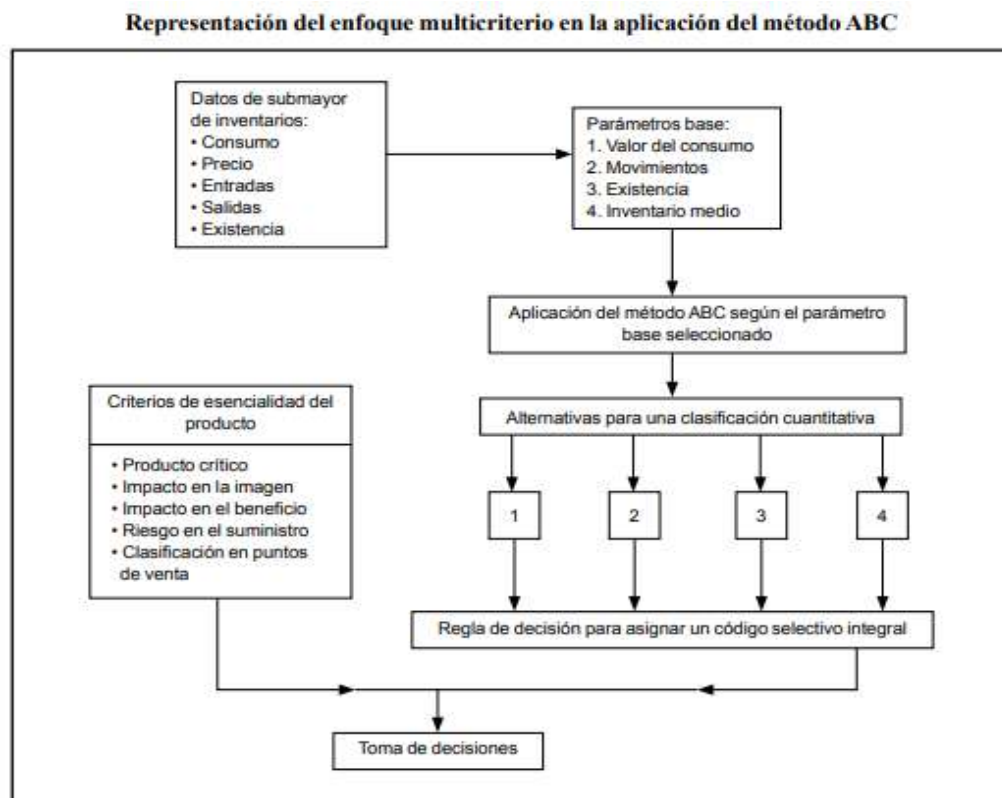 Representación del enfoque multicriterio en la aplicación del método ABC
Datos de submayor
de inventarios:
• Consumo
• Precio
• Entradas
• Salidas
• Existencia
Parámetros base:
1. Valor del consumo
2. Movimientos
3. Existencia
4. Inventario medio
Aplicación del método ABC según el parámetro
base seleccionado
Criterios de esencialidad del
producto
• Producto crítico
• Impacto en la imagen
• Impacto en el beneficio
• Riesgo en el suministro
• Clasificación en puntos
de venta
Alternativas para una clasificación cuantitativa
1
2
3
4
Regla de decisión para asignar un código selectivo integral
Toma de decisiones